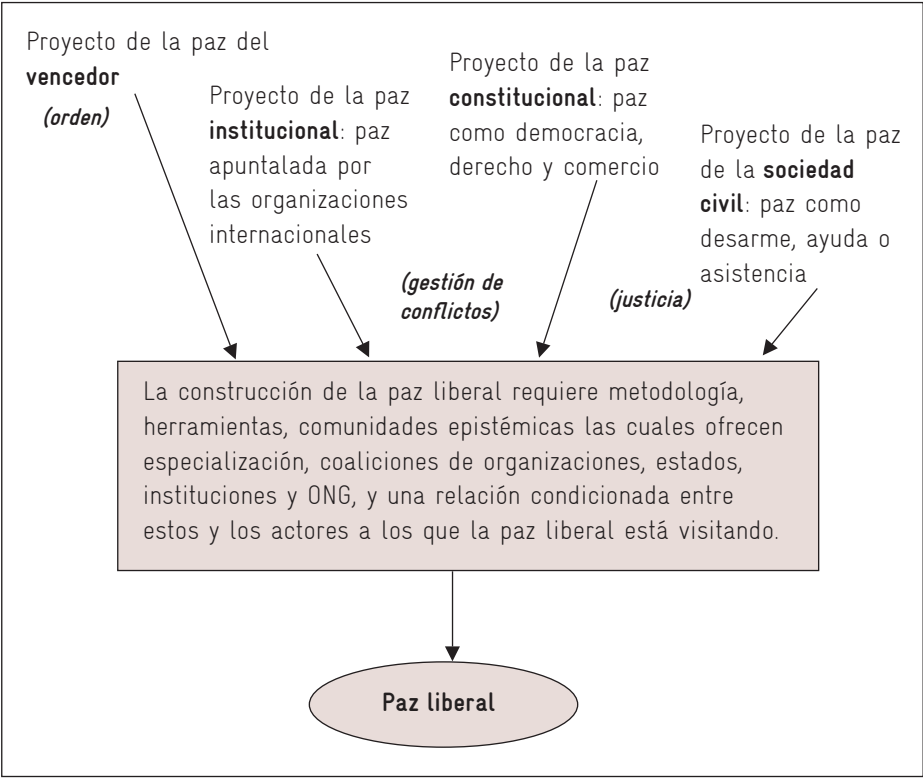 Proyecto de la paz del
vencedor
(orden)
Proyecto de la paz
institucional: paz
apuntalada por
las organizaciones
internacionales
(gestión de
conflictos)
Proyecto de la paz
constitucional: paz
como democracia,
derecho y comercio
(justicia)
Proyecto de la paz
de la sociedad
civil: paz como
desarme, ayuda o
asistencia
La construcción de la paz liberal requiere metodología,
herramientas, comunidades epistémicas las cuales ofrecen
especialización, coaliciones de organizaciones, estados,
instituciones y ONG, y una relación condicionada entre
estos y los actores a los que la paz liberal está visitando.
Paz liberal